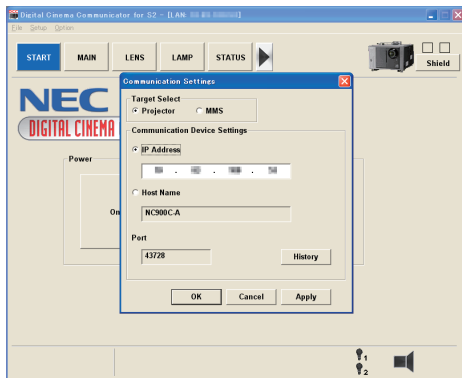 Digital Cinema Communicator for S2 - [LAN:
File Setup Option
START MAIN LENS LAMP STATUS
Shield
Communication Settings
Target Select
Projector MMS
NEC
DIGITAL CINEMA
Communication Device Settings
IP Address
. . .
Power
Host Name
On
NC900C-A
Port
43728
History
OK Cancel Apply
1
2